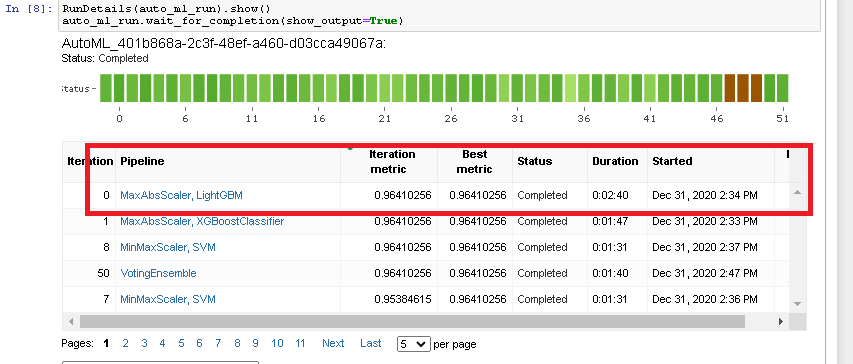 In [8]: RunDetails(auto_ml_run).show()
auto_ml_run.wait_for_completion(show_output=True)
AutoML_401b868a-2c3f-48ef-a460-d03cca49067a:
Status: Completed
Status -
0 6 11 16 21 26 31 36 41 46 51
Iteration Pipeline Iteration metric Best metric Status Duration Started
0 MaxAbsScaler, LightGBM 0.96410256 0.96410256 Completed 0:02:40 Dec 31, 2020 2:34 PM
1 MaxAbsScaler, XGBoostClassifier 0.96410256 0.96410256 Completed 0:01:47 Dec 31, 2020 2:33 PM
8 MinMaxScaler, SVM 0.96410256 0.96410256 Completed 0:01:31 Dec 31, 2020 2:37 PM
50 VotingEnsemble 0.96410256 0.96410256 Completed 0:01:40 Dec 31, 2020 2:47 PM
7 MinMaxScaler, SVM 0.95384615 0.96410256 Completed 0:01:31 Dec 31, 2020 2:36 PM
Pages: 1 2 3 4 5 6 7 8 9 10 11 Next Last 5 per page